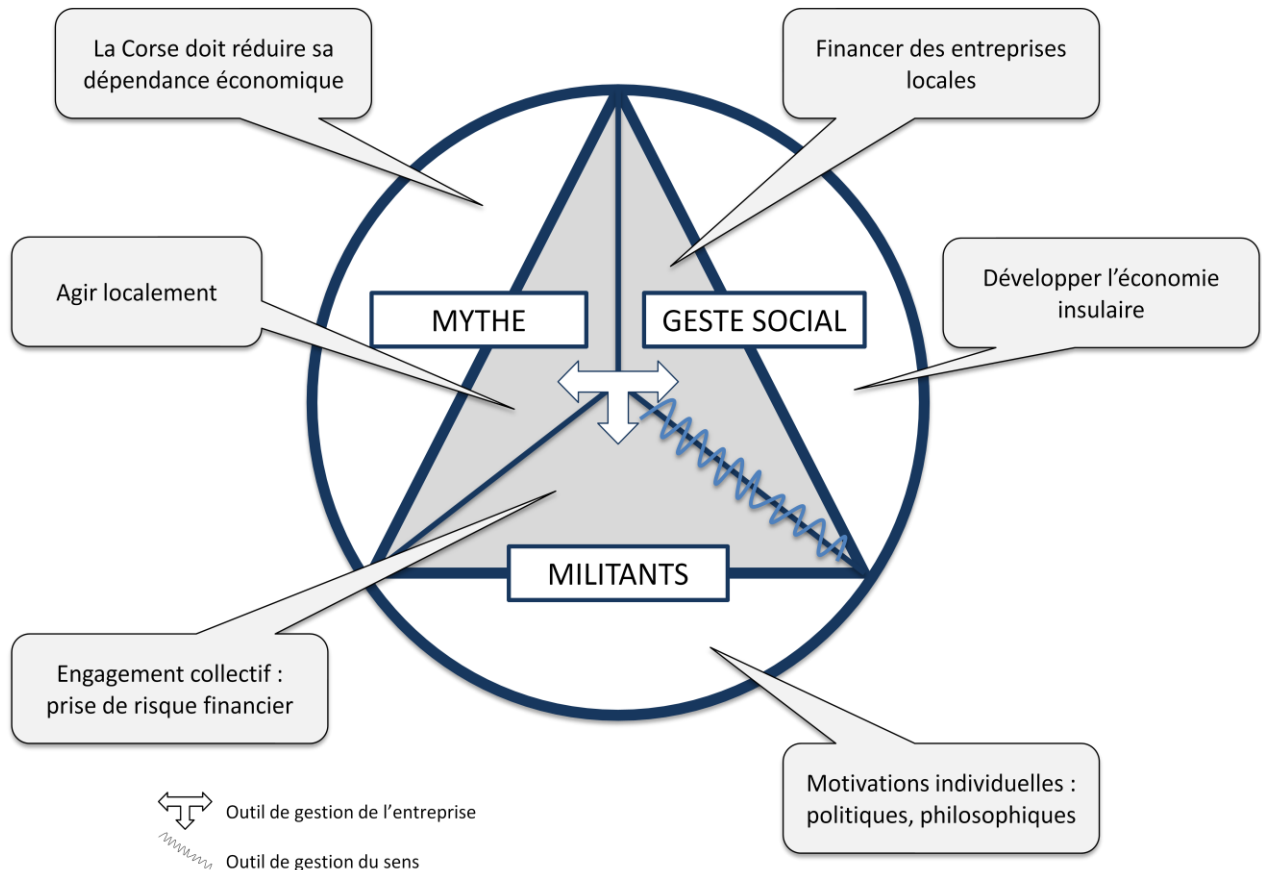 La Corse doit réduire sa
dépendance économique
Financer des entreprises
locales
Agir localement
Développer l’économie
insulaire
MYTHE
GESTE SOCIAL
MILITANTS
Engagement collectif :
prise de risque financier
Motivations individuelles :
politiques, philosophiques
Outil de gestion de l’entreprise
Outil de gestion du sens